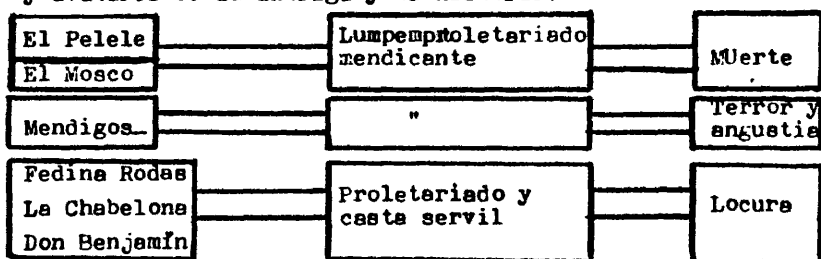 El Pelele
El Mosco
Lumpemproletariado
mendicante
MUerte
Mendigos
"
Terror y
angustia
Fedina Rodas
La Chabelona
Don Benjamín
Proletariado y
casta servil
Locura